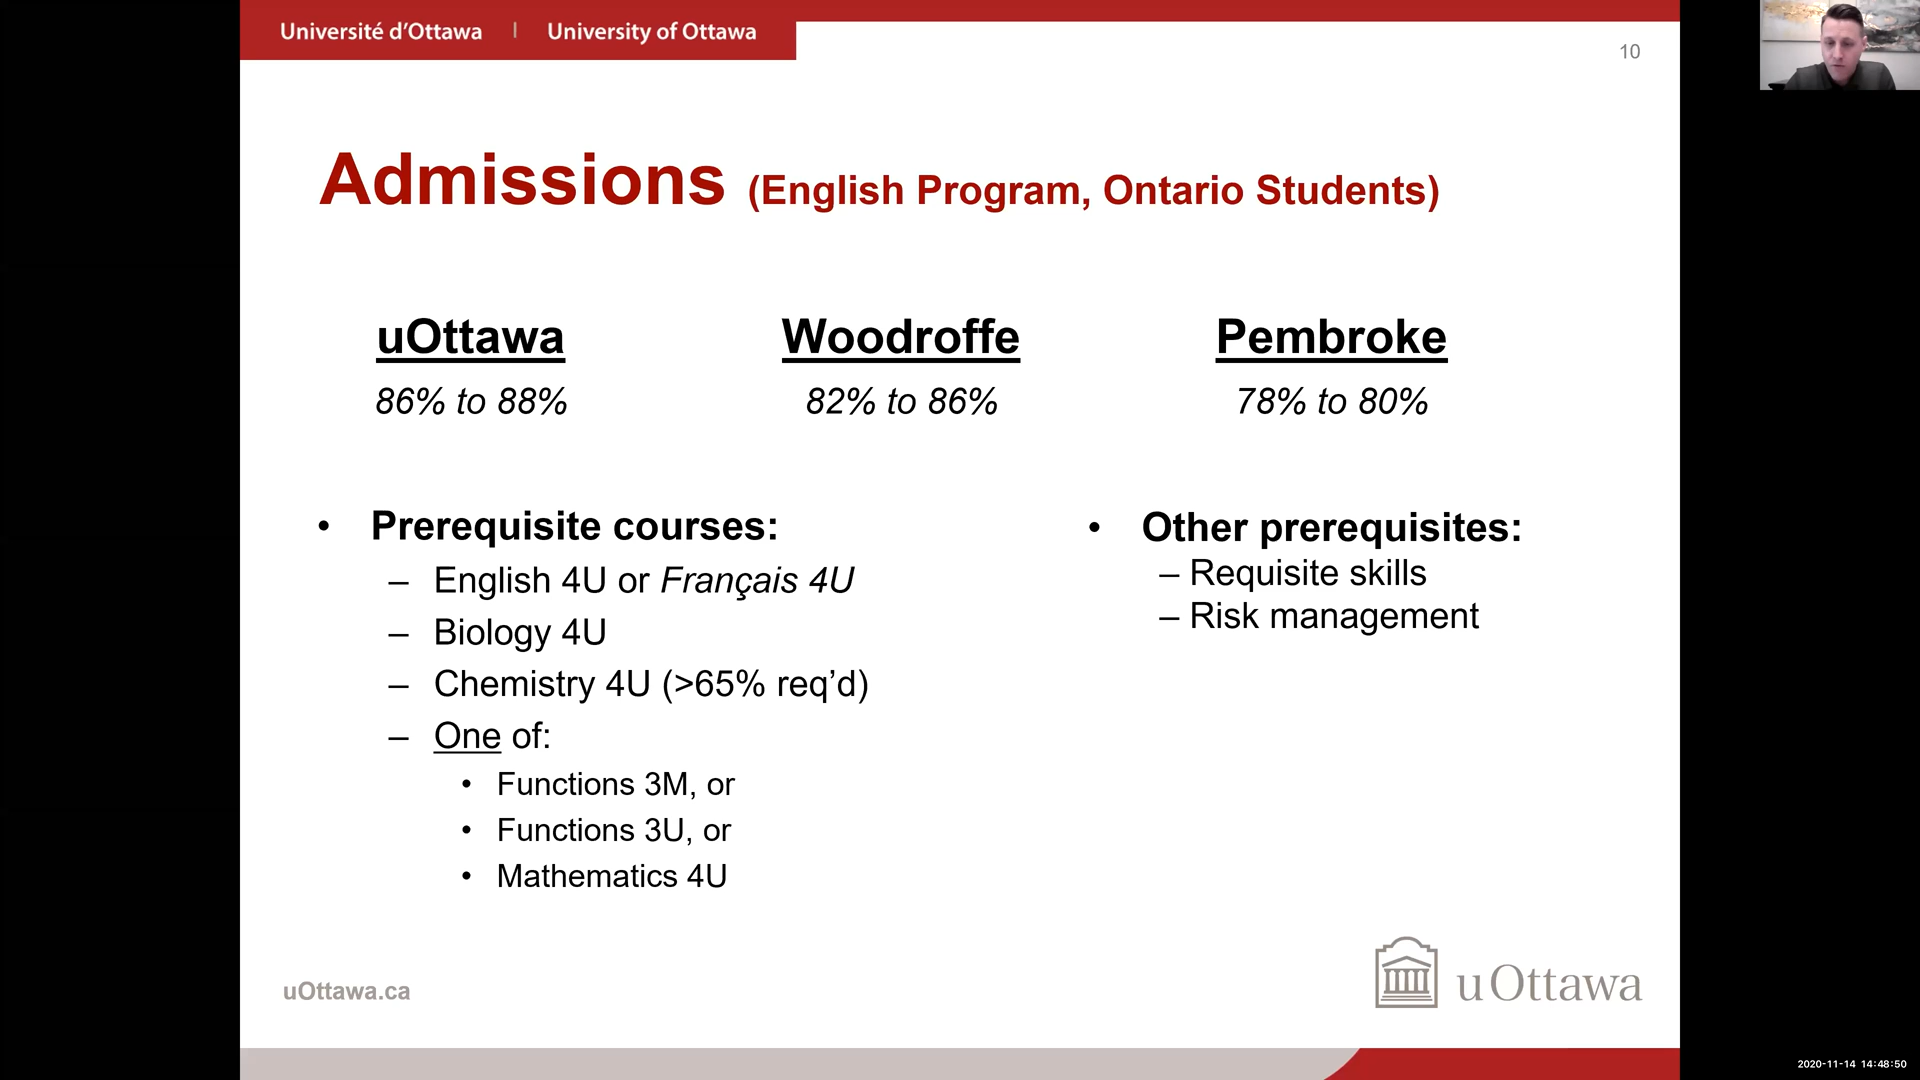 Université d'Ottawa | University of Ottawa
10
Admissions (English Program, Ontario Students)
uOttawa Woodroffe Pembroke
86% to 88% 82% to 86% 78% to 80%
• Prerequisite courses:
– English 4U or Français 4U
– Biology 4U
– Chemistry 4U (>65% req’d)
– One of:
• Functions 3M, or
• Functions 3U, or
• Mathematics 4U
• Other prerequisites:
– Requisite skills
– Risk management
uOttawa.ca
uOttawa
2020-11-14 14:48:50